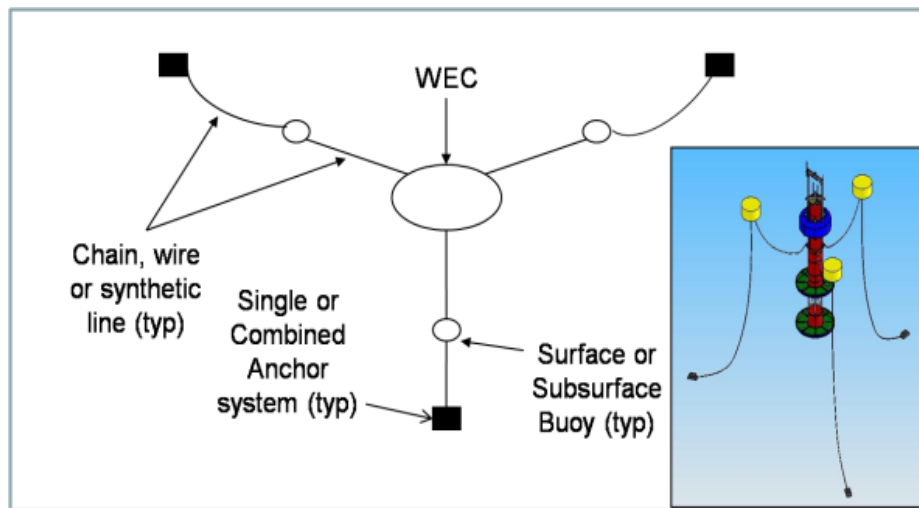 WEC
Chain, wire
or synthetic
line (typ)
Single or
Combined
Anchor
system (typ)
Surface or
Subsurface
Buoy (typ)